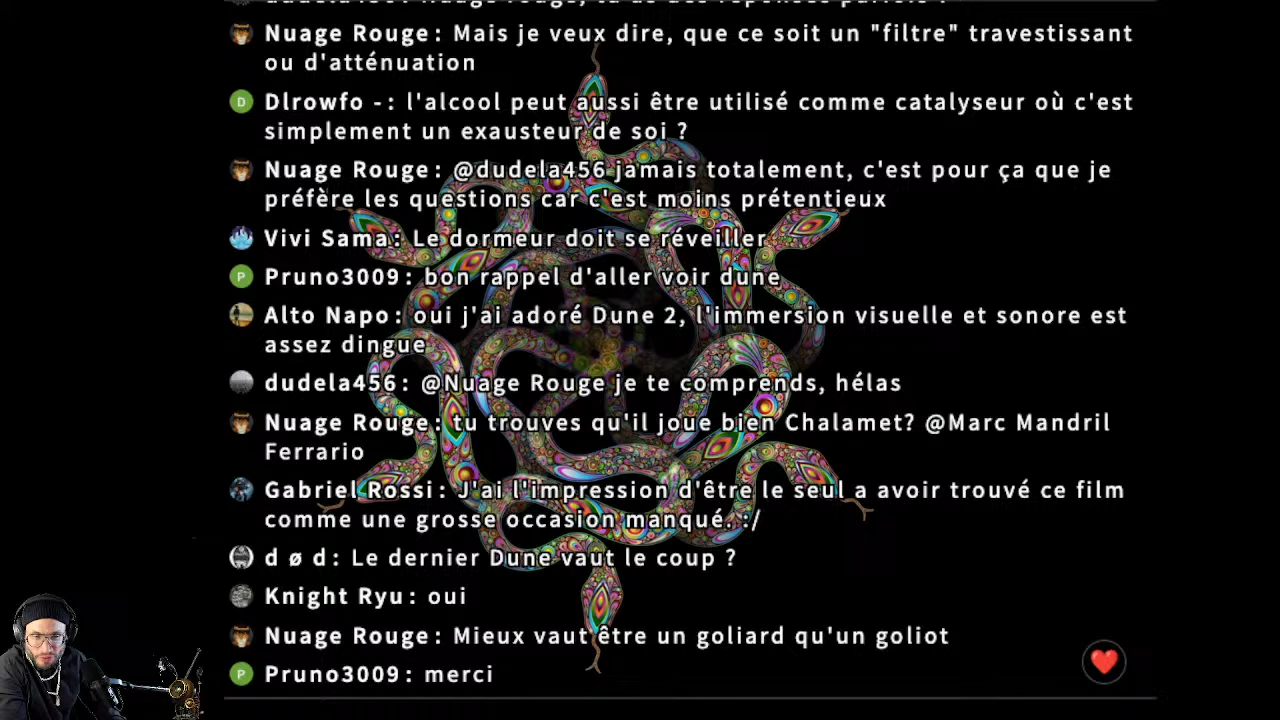 Nuage Rouge: Mais je veux dire, que ce soit un "filtre" travestissant
ou d'atténuation
D Dlrowfo -: l'alcool peut aussi être utilisé comme catalyseur où c'est
simplement un exausteur de soi ?
Nuage Rouge: @dudela456 jamais totalement, c'est pour ça que je
préfère les questions car c'est moins prétentieux
Vivi Sama: Le dormeur doit se réveiller
P Pruno3009: bon rappel d'aller voir dune
Alto Napo: oui j'ai adoré Dune 2, l'immersion visuelle et sonore est
assez dingue
dudela456: @Nuage Rouge je te comprends, hélas
Nuage Rouge: tu trouves qu'il joue bien Chalamet? @Marc Mandril
Ferrario
Gabriel Rossi: J'ai l'impression d'être le seul a avoir trouvé ce film
comme une grosse occasion manqué. :/
d ø d: Le dernier Dune vaut le coup ?
Knight Ryu: oui
Nuage Rouge: Mieux vaut être un goliard qu'un goliot
P Pruno3009: merci